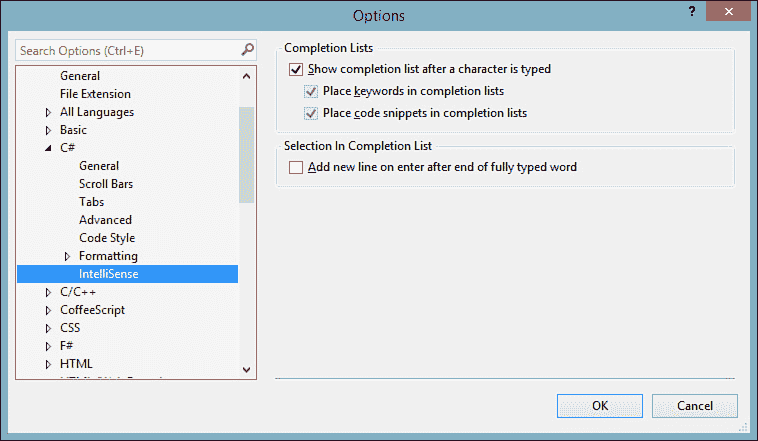 Options
? ×
Search Options (Ctrl+E)
General
File Extension
All Languages
Basic
C#
General
Scroll Bars
Tabs
Advanced
Code Style
Formatting
IntelliSense
C/C++
CoffeeScript
CSS
F#
HTML
Completion Lists
Show completion list after a character is typed
Place keywords in completion lists
Place code snippets in completion lists
Selection In Completion List
Add new line on enter after end of fully typed word
OK
Cancel